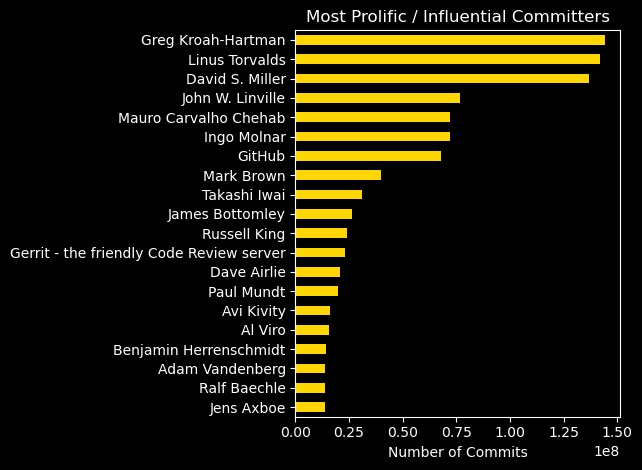 Most Prolific / Influential Committers
Greg Kroah-Hartman
Linus Torvalds
David S. Miller
John W. Linville
Mauro Carvalho Chehab
Ingo Molnar
GitHub
Mark Brown
Takashi Iwai
James Bottomley
Russell King
Gerrit - the friendly Code Review server
Dave Airlie
Paul Mundt
Avi Kivity
Al Viro
Benjamin Herrenschmidt
Adam Vandenberg
Ralf Baechle
Jens Axboe
0.00 0.25 0.50 0.75 1.00 1.25 1.50
Number of Commits
1e8